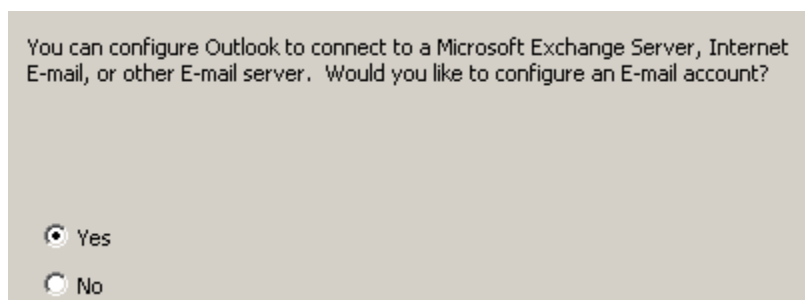 You can configure Outlook to connect to a Microsoft Exchange Server, Internet
E-mail, or other E-mail server.  Would you like to configure an E-mail account?
Yes
No